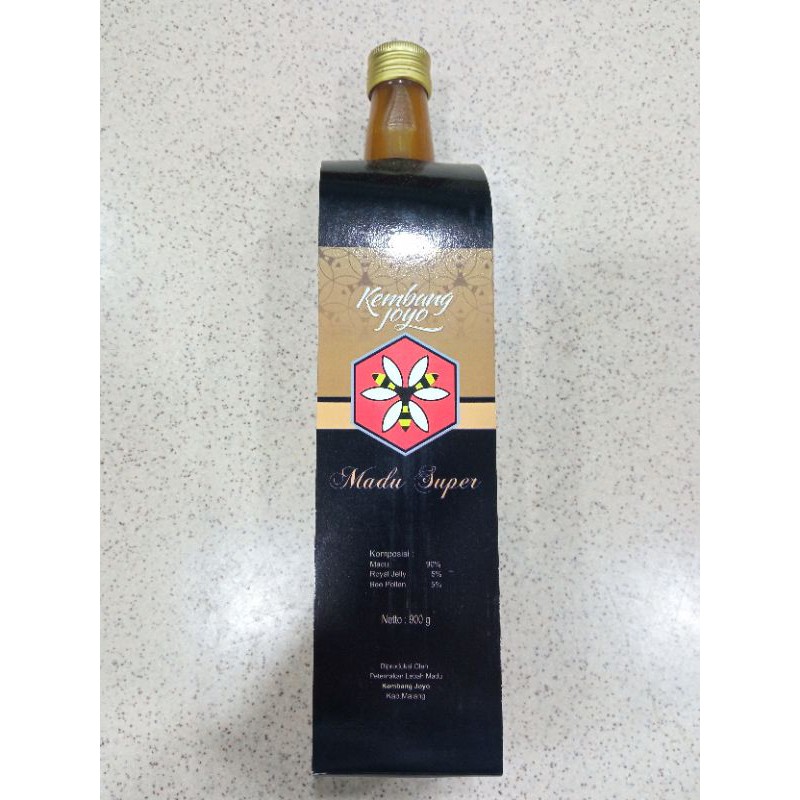 Kembang
Joyo
Madu Super
Komposisi :
Madu 90%
Royal Jelly 5%
Bee Pollen 5%
Netto : 900 g
Diproduksi Oleh
Peternakan Lebah Madu
Kembang Joyo
Kab.Malang